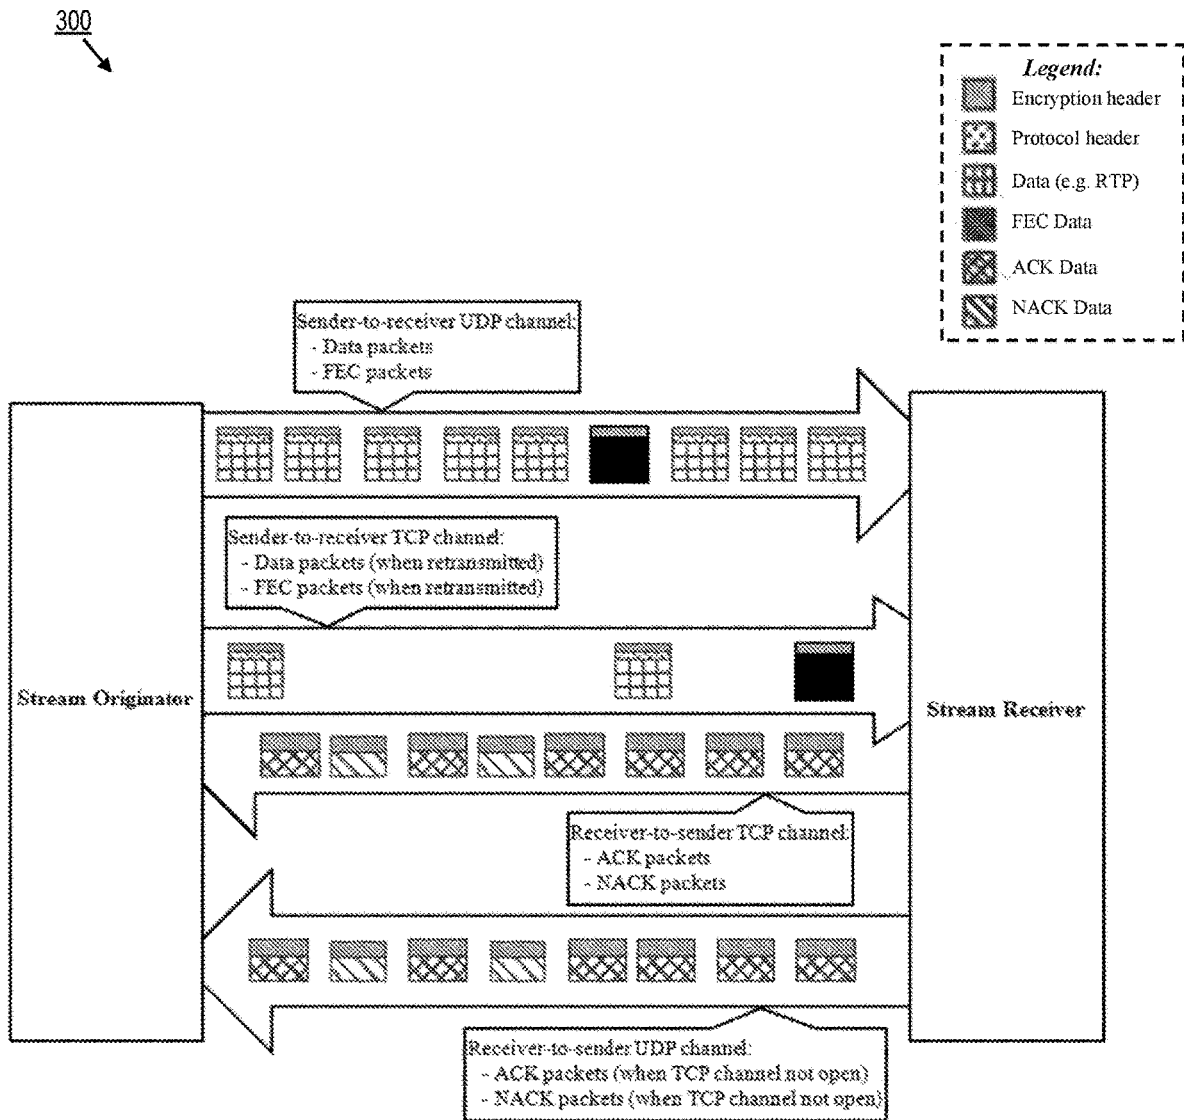 300
Legend:
Encryption header
Protocol header
Data (e.g. RTP)
FEC Data
ACK Data
NACK Data
Sender-to-receiver UDP channel:
- Data packets
- FEC packets
Sender-to-receiver TCP channel:
- Data packets (when retransmitted)
- FEC packets (when retransmitted)
Stream Originator
Stream Receiver
Receiver-to-sender TCP channel:
- ACK packets
- NACK packets
Receiver-to-sender UDP channel:
- ACK packets (when TCP channel not open)
- NACK packets (when TCP channel not open)